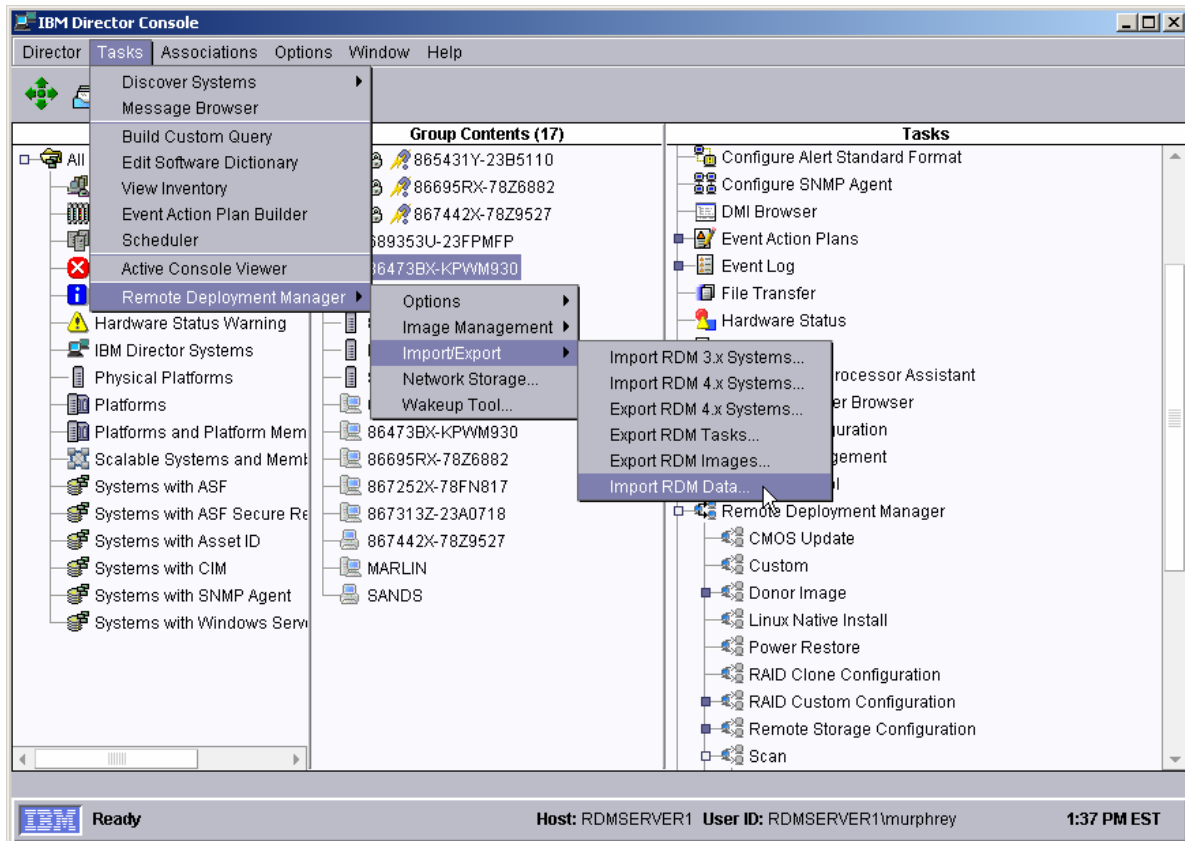 IBM Director Console
Director Tasks Associations Options Window Help
Discover Systems
Message Browser
Build Custom Query
Edit Software Dictionary
View Inventory
Event Action Plan Builder
Scheduler
Active Console Viewer
Remote Deployment Manager
Options
Image Management
Import/Export
Network Storage...
Wakeup Tool...
Import RDM 3.x Systems...
Import RDM 4.x Systems...
Export RDM 4.x Systems...
Export RDM Tasks...
Export RDM Images...
Import RDM Data...
All
Hardware Status Warning
IBM Director Systems
Physical Platforms
Platforms
Platforms and Platform Mem
Scalable Systems and Memb
Systems with ASF
Systems with ASF Secure Re
Systems with Asset ID
Systems with CIM
Systems with SNMP Agent
Systems with Windows Serv
Group Contents (17)
865431Y-23B5110
86695RX-78Z6882
867442X-78Z9527
689353U-23FPMFP
86473BX-KPWM930
86473BX-KPWM930
86695RX-78Z6882
867252X-78FN817
867313Z-23A0718
867442X-78Z9527
MARLIN
SANDS
Tasks
Configure Alert Standard Format
Configure SNMP Agent
DMI Browser
Event Action Plans
Event Log
File Transfer
Hardware Status
rocessor Assistant
er Browser
uration
gement
Remote Deployment Manager
CMOS Update
Custom
Donor Image
Linux Native Install
Power Restore
RAID Clone Configuration
RAID Custom Configuration
Remote Storage Configuration
Scan
IBM Ready Host: RDMSERVER1 User ID: RDMSERVER1\murphrey 1:37 PM EST